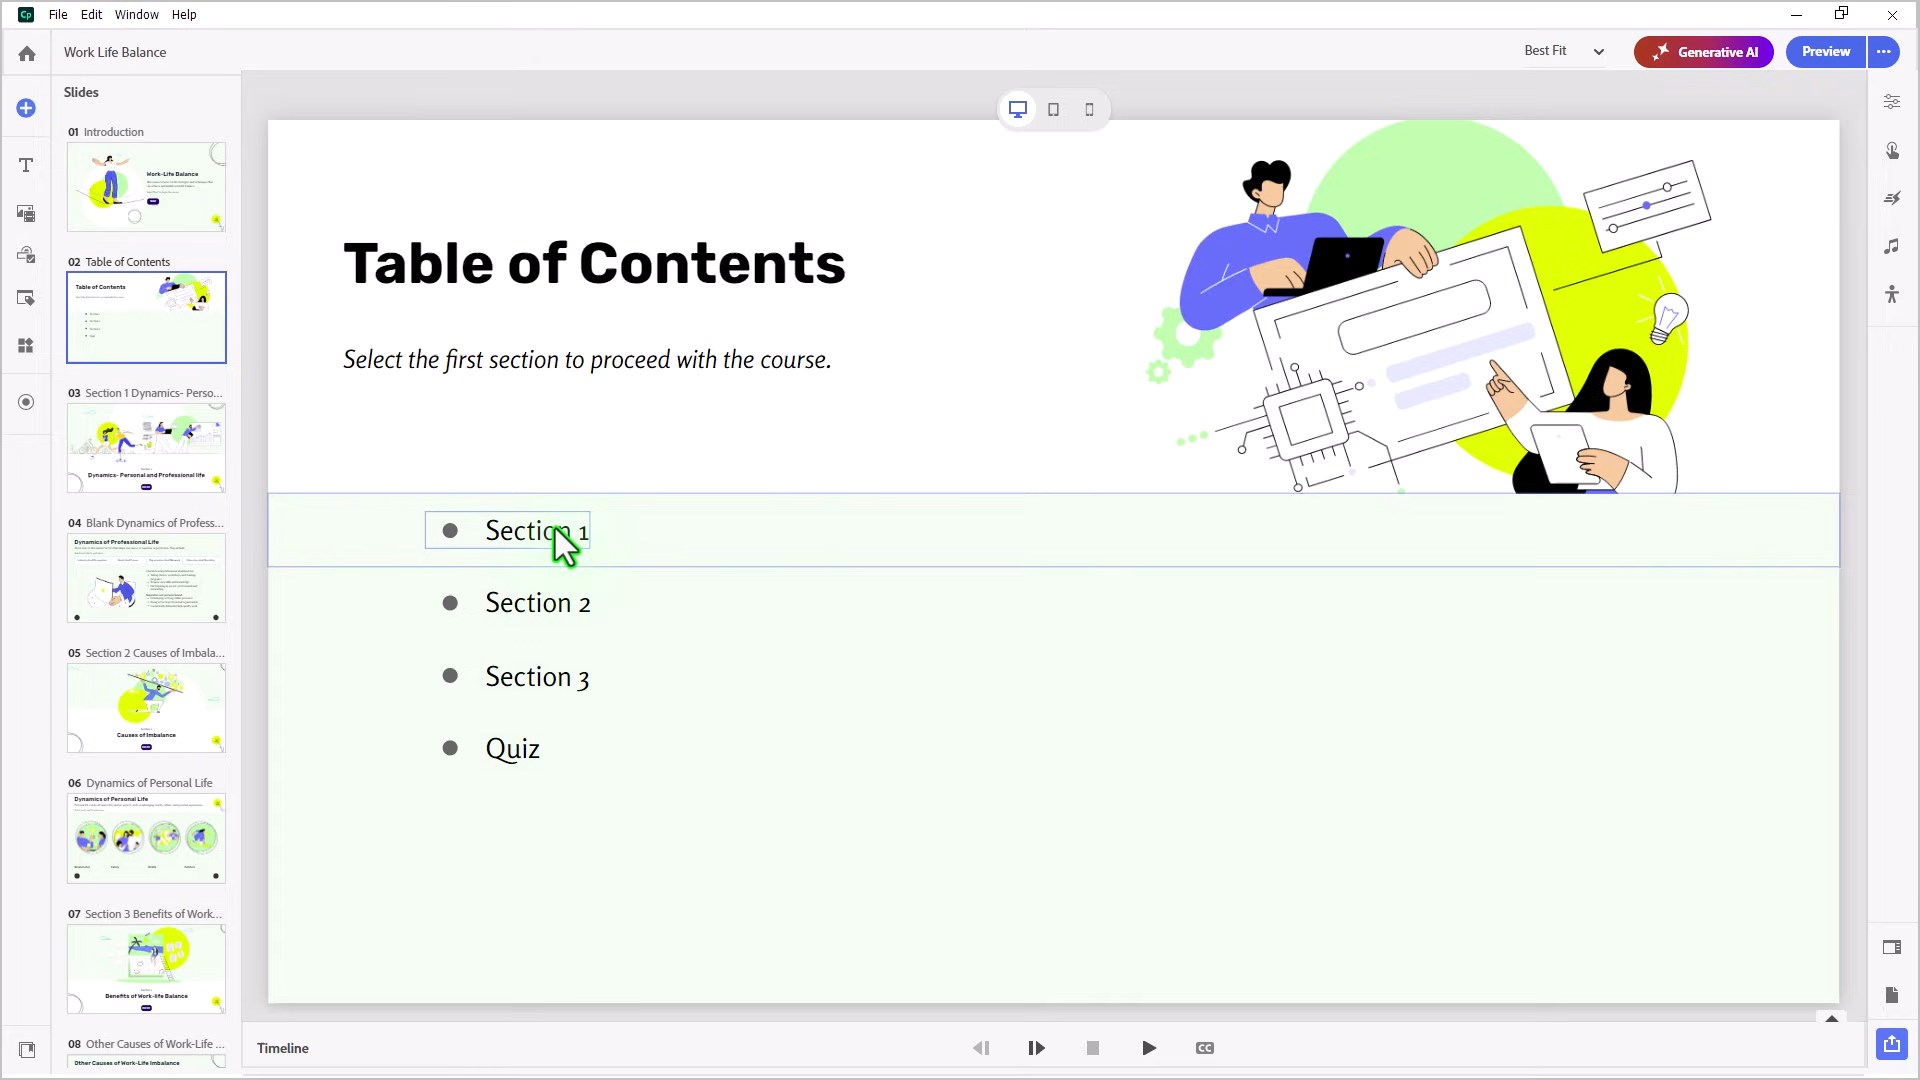 Cp File Edit Window Help
Work Life Balance
Best Fit
Generative AI
Preview
Slides
01 Introduction
Work-Life Balance
02 Table of Contents
Table of Contents
03 Section 1 Dynamics- Perso...
Dynamics- Personal and Professional life
04 Blank Dynamics of Profess...
Dynamics of Professional Life
05 Section 2 Causes of Imbala...
Causes of Imbalance
06 Dynamics of Personal Life
Dynamics of Personal Life
07 Section 3 Benefits of Work...
Benefits of Work-life Balance
08 Other Causes of Work-Life ...
Other Causes of Work-Life Imbalance
Table of Contents
Select the first section to proceed with the course.
Section 1
Section 2
Section 3
Quiz
Timeline
CC